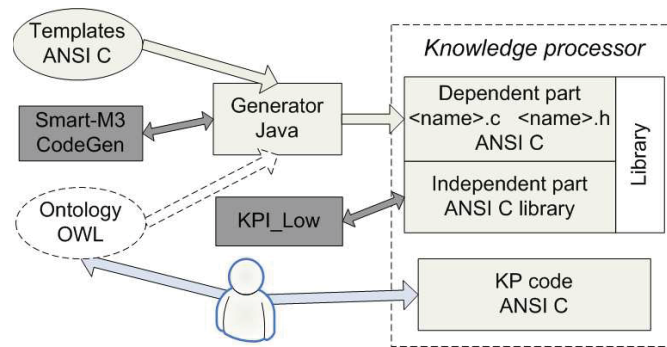 Templates
ANSI C
Knowledge processor
Smart-M3
CodeGen
Generator
Java
Dependent part
<name>.c <name>.h
ANSI C
Library
Independent part
ANSI C library
Ontology
OWL
KPI_Low
KP code
ANSI C